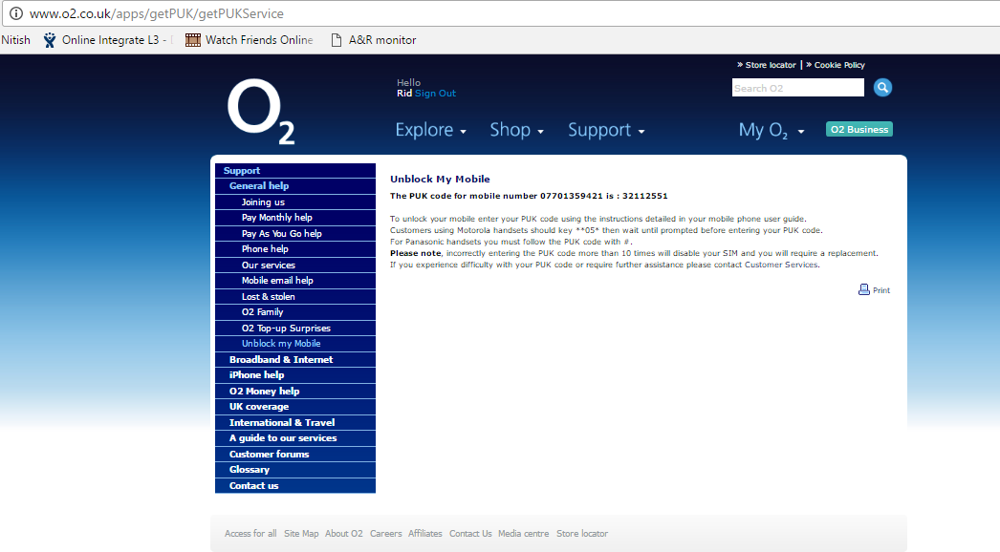 www.o2.co.uk/apps/getPUK/getPUKService
Nitish Online Integrate L3 - Watch Friends Online A&R monitor
» Store locator | » Cookie Policy
Hello
Rid Sign Out
Search O2
O2
Explore Shop Support My O2 O2 Business
Support
General help
Joining us
Pay Monthly help
Pay As You Go help
Phone help
Our services
Mobile email help
Lost & stolen
O2 Family
O2 Top-up Surprises
Unblock my Mobile
Broadband & Internet
iPhone help
O2 Money help
UK coverage
International & Travel
A guide to our services
Customer forums
Glossary
Contact us
Unblock My Mobile
The PUK code for mobile number 07701359421 is : 32112551
To unlock your mobile enter your PUK code using the instructions detailed in your mobile phone user guide.
Customers using Motorola handsets should key **05* then wait until prompted before entering your PUK code.
For Panasonic handsets you must follow the PUK code with #.
Please note, incorrectly entering the PUK code more than 10 times will disable your SIM and you will require a replacement.
If you experience difficulty with your PUK code or require further assistance please contact Customer Services.
Print
Access for all Site Map About O2 Careers Affiliates Contact Us Media centre Store locator